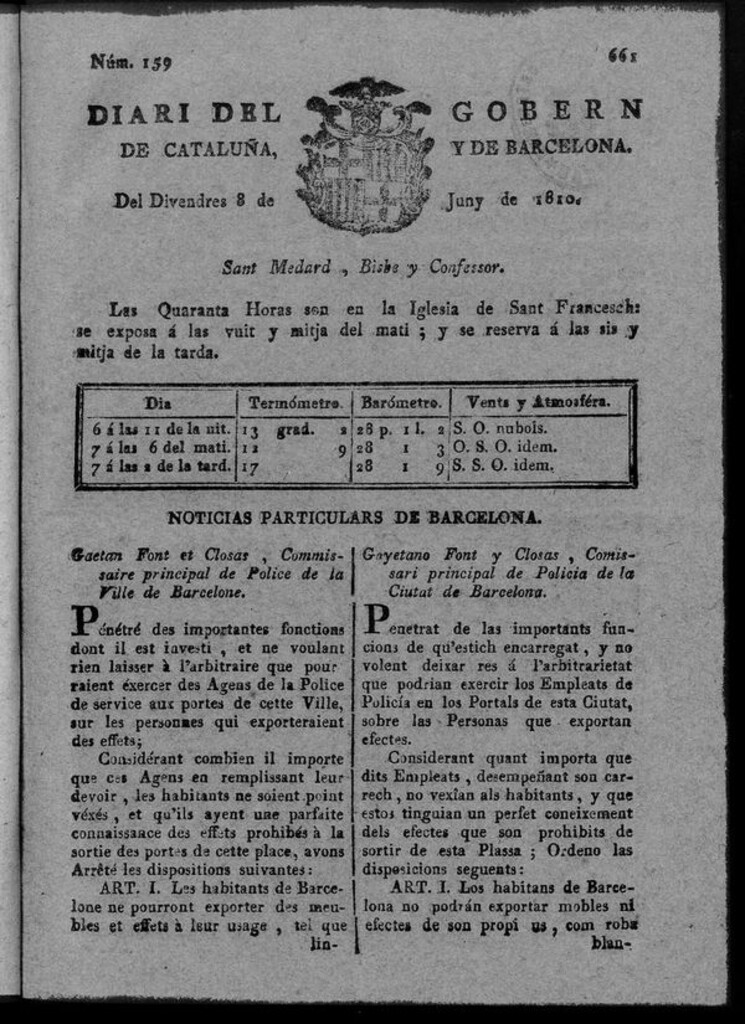 Núm. 159 661
DIARI DEL GOBERN
DE CATALUÑA, Y DE BARCELONA.
Del Divendres 8 de Juny de 1810.
Sant Medard, Bisbe y Confessor.
Las Quaranta Horas son en la Iglesia de Sant Francesch:
se exposa á las vuit y mitja del mati; y se reserva á las sis y
mitja de la tarda.
Dia Termómetro. Barómetro. Vents y Atmosféra.
6 á las 11 de la nit. 13 grad. 2 28 p. 1 l. 2 S. O. nubols.
7 á las 6 del mati. 12 9 28 1 3 O. S. O. idem.
7 á las 2 de la tard. 17 28 1 9 S. S. O. idem.
NOTICIAS PARTICULARS DE BARCELONA.
Gaetan Font et Closas, Commis-
saire principal de Police de la
Ville de Barcelone.
Pénétré des importantes fonctions
dont il est investi, et ne voulant
rien laisser à l'arbitraire que pour
raient éxercer des Agens de la Police
de service aux portes de cette Ville,
sur les personnes qui exporteraient
des effets;
Considérant combien il importe
que ces Agens en remplissant leur
devoir, les habitants ne soient point
véxés, et qu'ils ayent une parfaite
connaissance des effets prohibés à la
sortie des portes de cette place, avons
Arrêté les dispositions suivantes:
ART. I. Les habitants de Barce-
lone ne pourront exporter des meu-
bles et effets à leur usage, tel que
lin-
Gayetano Font y Closas, Comis-
sari principal de Policia de la
Ciutat de Barcelona.
Penetrat de las importants fun-
cions de qu'estich encarregat, y no
volent deixar res á l'arbitrarietat
que podrian exercir los Empleats de
Policía en los Portals de esta Ciutat,
sobre las Personas que exportan
efectes.
Considerant quant importa que
dits Empleats, desempeñant son car-
rech, no vexian als habitants, y que
estos tinguian un perfet coneixement
dels efectes que son prohibits de
sortir de esta Plassa; Ordeno las
disposicions seguents:
ART. I. Los habitans de Barce-
lona no podrán exportar mobles ni
efectes de son propi us, com roba
blan-